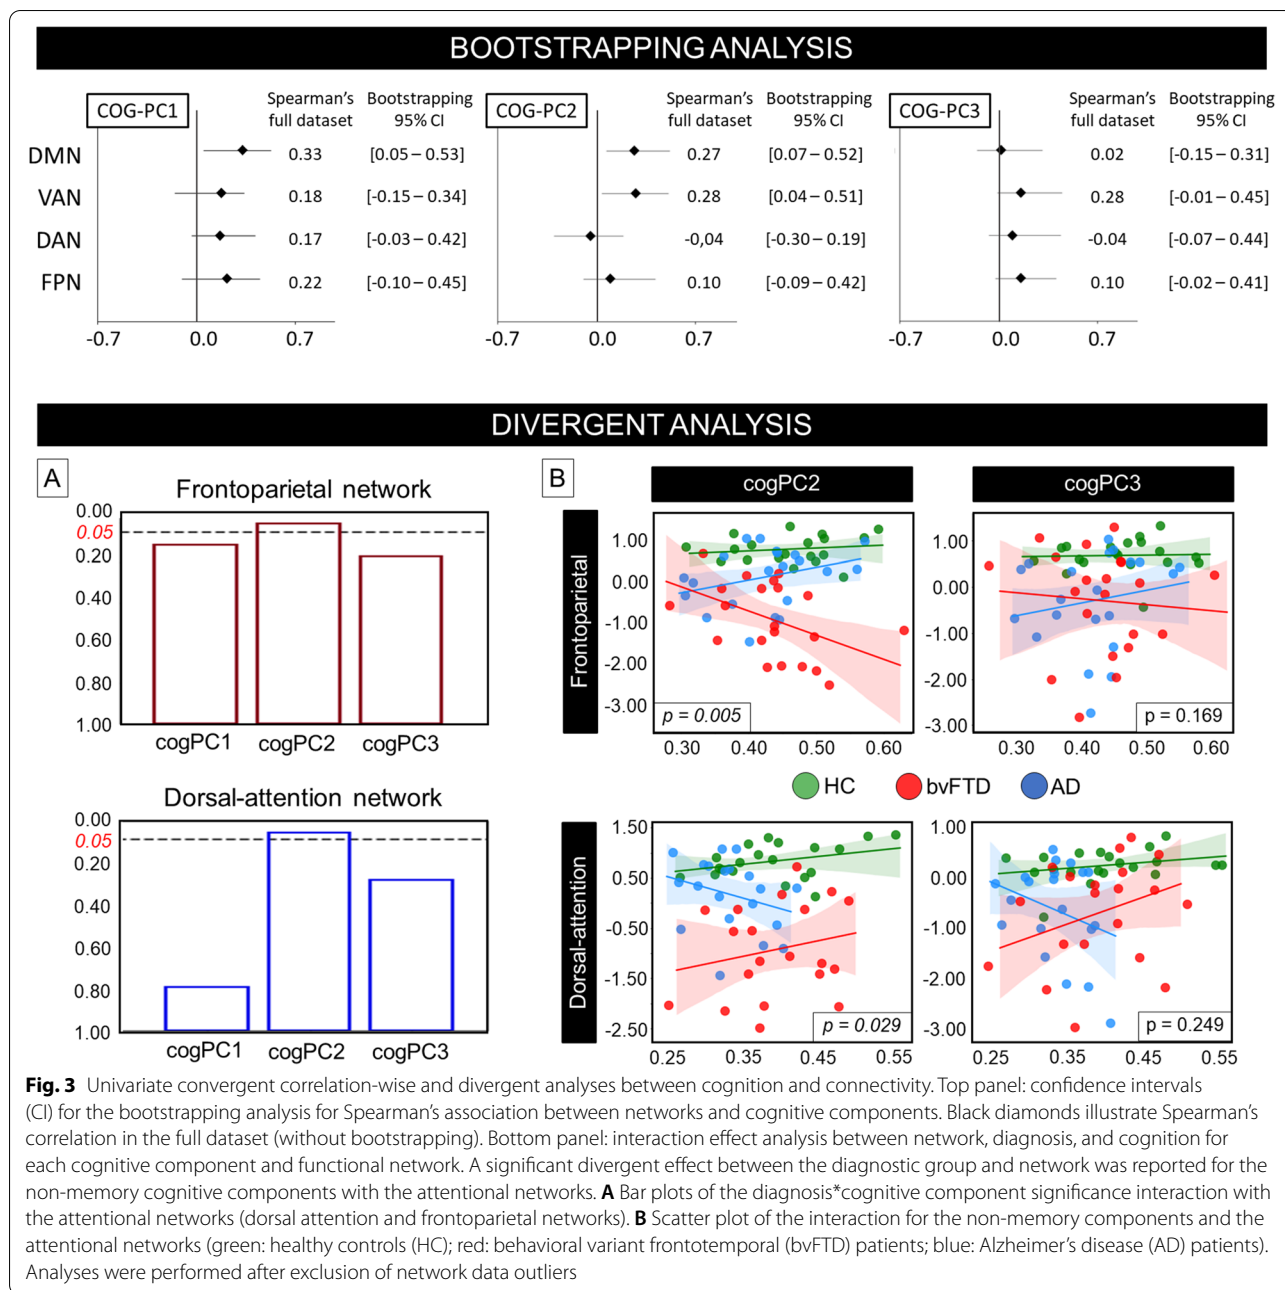 BOOTSTRAPPING ANALYSIS
COG-PC1 Spearman's full dataset Bootstrapping 95% CI
DMN 0.33 [0.05 – 0.53]
VAN 0.18 [-0.15 – 0.34]
DAN 0.17 [-0.03 – 0.42]
FPN 0.22 [-0.10 – 0.45]
-0.7 0.0 0.7
COG-PC2 Spearman's full dataset Bootstrapping 95% CI
0.27 [0.07 – 0.52]
0.28 [0.04 – 0.51]
-0,04 [-0.30 – 0.19]
0.10 [-0.09 – 0.42]
-0.7 0.0 0.7
COG-PC3 Spearman's full dataset Bootstrapping 95% CI
0.02 [-0.15 - 0.31]
0.28 [-0.01 – 0.45]
-0.04 [-0.07 – 0.44]
0.10 [-0.02 – 0.41]
-0.7 0.0 0.7
DIVERGENT ANALYSIS
A
Frontoparietal network
0.00
0.05
0.20
0.40
0.60
0.80
1.00
cogPC1 cogPC2 cogPC3
Dorsal-attention network
0.00
0.05
0.20
0.40
0.60
0.80
1.00
cogPC1 cogPC2 cogPC3
B
cogPC2 cogPC3
Frontoparietal
1.00
0.00
-1.00
-2.00
-3.00
p = 0.005
0.30 0.40 0.50 0.60
1.00
0.00
-1.00
-2.00
-3.00
p = 0.169
0.30 0.40 0.50 0.60
HC bvFTD AD
Dorsal-attention
1.50
0.50
-0.50
-1.50
-2.50
p = 0.029
0.25 0.35 0.45 0.55
1.00
0.00
-1.00
-2.00
-3.00
p = 0.249
0.25 0.35 0.45 0.55
Fig. 3 Univariate convergent correlation-wise and divergent analyses between cognition and connectivity. Top panel: confidence intervals
(CI) for the bootstrapping analysis for Spearman's association between networks and cognitive components. Black diamonds illustrate Spearman's
correlation in the full dataset (without bootstrapping). Bottom panel: interaction effect analysis between network, diagnosis, and cognition for
each cognitive component and functional network. A significant divergent effect between the diagnostic group and network was reported for the
non-memory cognitive components with the attentional networks. A Bar plots of the diagnosis*cognitive component significance interaction with
the attentional networks (dorsal attention and frontoparietal networks). B Scatter plot of the interaction for the non-memory components and the
attentional networks (green: healthy controls (HC); red: behavioral variant frontotemporal (bvFTD) patients; blue: Alzheimer's disease (AD) patients).
Analyses were performed after exclusion of network data outliers